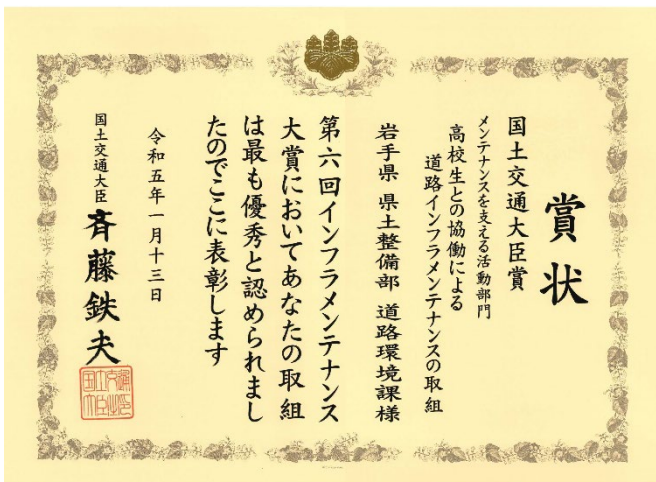 賞状
国土交通大臣賞
メンテナンスを支える活動部門
高校生との協働による
道路インフラメンテナンスの取組
岩手県 県土整備部 道路環境課様
第六回インフラメンテナンス
大賞においてあなたの取組
は最も優秀と認められまし
たのでここに表彰します
令和五年一月十三日
国土交通大臣 斉藤鉄夫